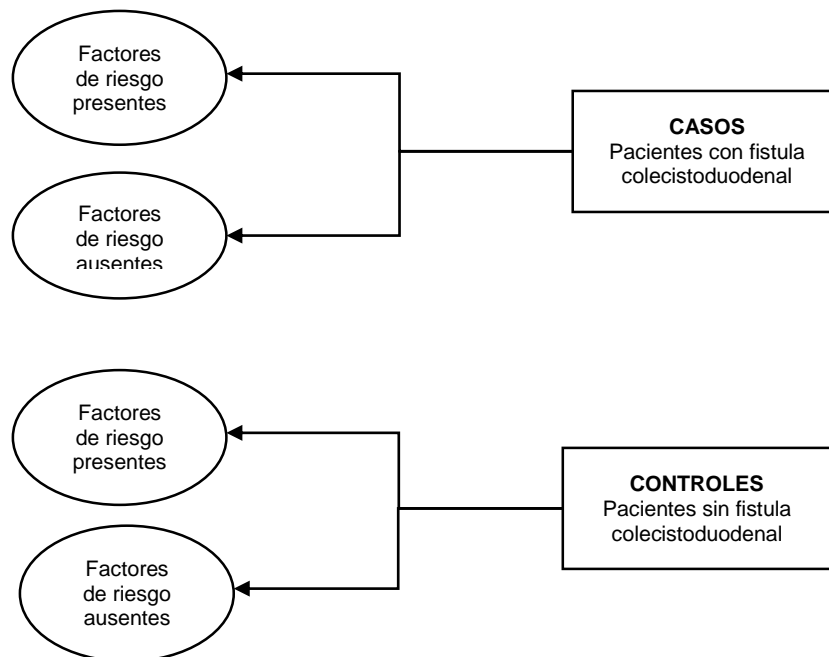 Factores
de riesgo
presentes
CASOS
Pacientes con fistula
colecistoduodenal
Factores
de riesgo
ausentes
Factores
de riesgo
presentes
CONTROLES
Pacientes sin fistula
colecistoduodenal
Factores
de riesgo
ausentes